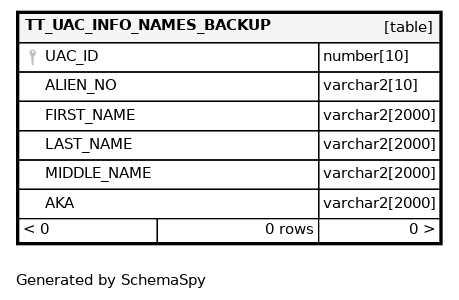 TT_UAC_INFO_NAMES_BACKUP [table]
UAC_ID number[10]
ALIEN_NO varchar2[10]
FIRST_NAME varchar2[2000]
LAST_NAME varchar2[2000]
MIDDLE_NAME varchar2[2000]
AKA varchar2[2000]
< 0 0 rows 0 >
Generated by SchemaSpy